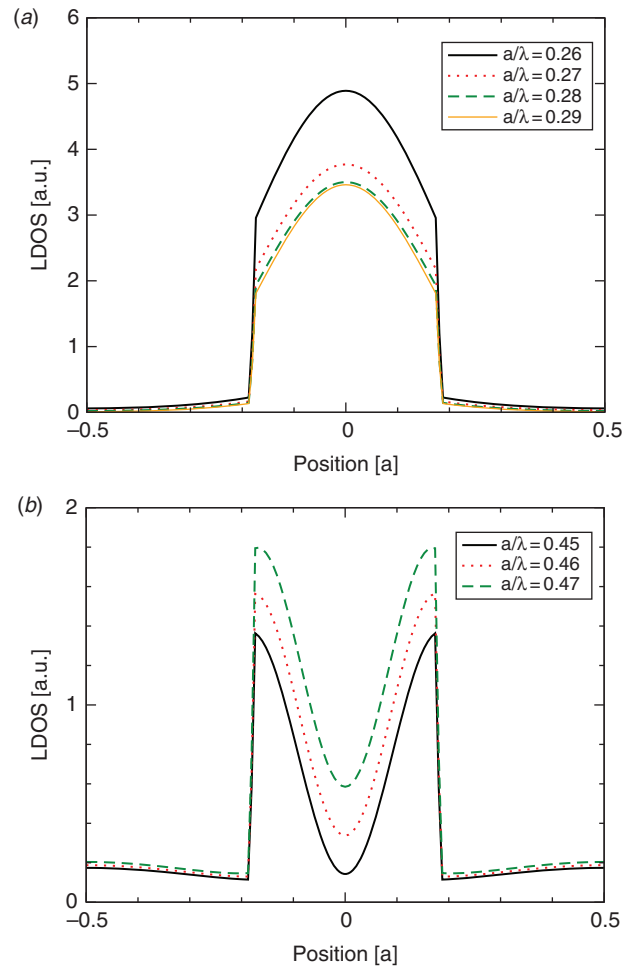 (a)
6
5
4
3
2
1
0
LDOS [a.u.]
a/λ = 0.26
a/λ = 0.27
a/λ = 0.28
a/λ = 0.29
−0.5
0
0.5
Position [a]
(b)
2
1
0
LDOS [a.u.]
a/λ = 0.45
a/λ = 0.46
a/λ = 0.47
−0.5
0
0.5
Position [a]